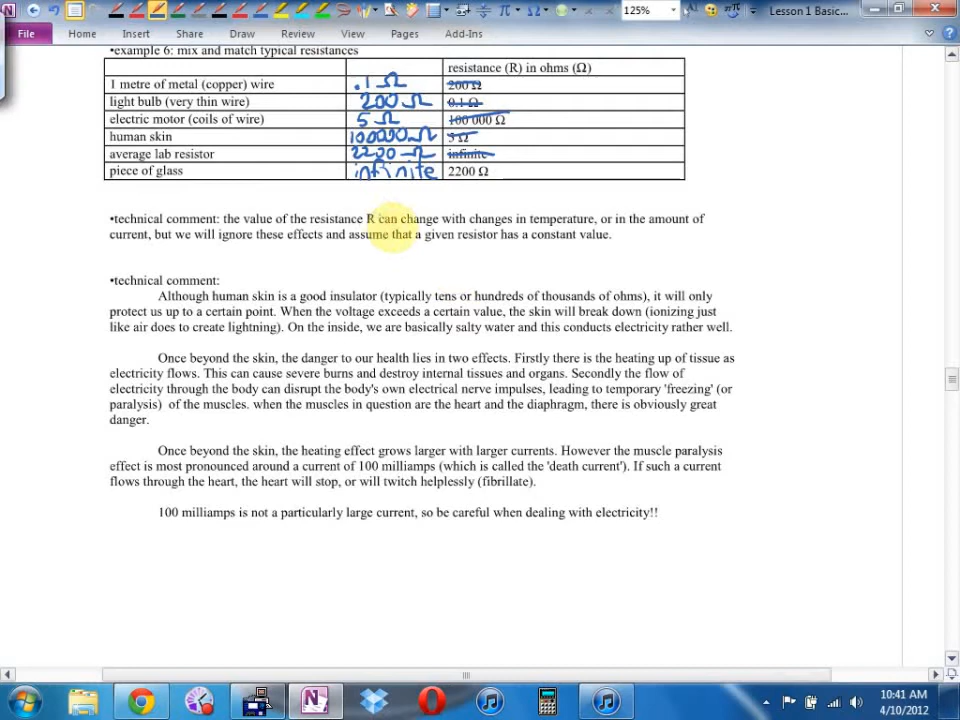 125%
Lesson 1 Basic...
File Home Insert Share Draw View Pages Add-Ins
•example 6: mix and match typical resistances
resistance (R) in ohms (Ω)
1 metre of metal (copper) wire .1 Ω 200 Ω
light bulb (very thin wire) 200 Ω 0.1 Ω
electric motor (coils of wire) 5 Ω 100 000 Ω
human skin 100000 Ω 5 Ω
average lab resistor 2200 Ω infinite
piece of glass infinite 2200 Ω
•technical comment: the value of the resistance R can change with changes in temperature, or in the amount of
current, but we will ignore these effects and assume that a given resistor has a constant value.
•technical comment:
Although human skin is a good insulator (typically tens or hundreds of thousands of ohms), it will only
protect us up to a certain point. When the voltage exceeds a certain value, the skin will break down (ionizing just
like air does to create lightning). On the inside, we are basically salty water and this conducts electricity rather well.
Once beyond the skin, the danger to our health lies in two effects. Firstly there is the heating up of tissue as
electricity flows. This can cause severe burns and destroy internal tissues and organs. Secondly the flow of
electricity through the body can disrupt the body's own electrical nerve impulses, leading to temporary 'freezing' (or
paralysis) of the muscles. when the muscles in question are the heart and the diaphragm, there is obviously great
danger.
Once beyond the skin, the heating effect grows larger with larger currents. However the muscle paralysis
effect is most pronounced around a current of 100 milliamps (which is called the 'death current'). If such a current
flows through the heart, the heart will stop, or will twitch helplessly (fibrillate).
100 milliamps is not a particularly large current, so be careful when dealing with electricity!!
10:41 AM
4/10/2012